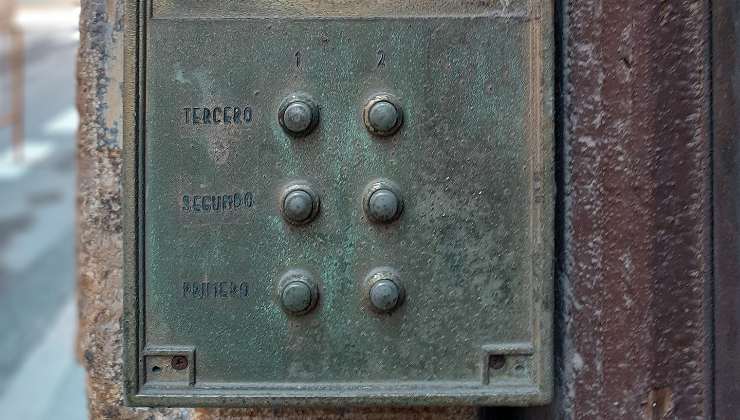 1 2
TERCERO
SEGUNDO
PRIMERO